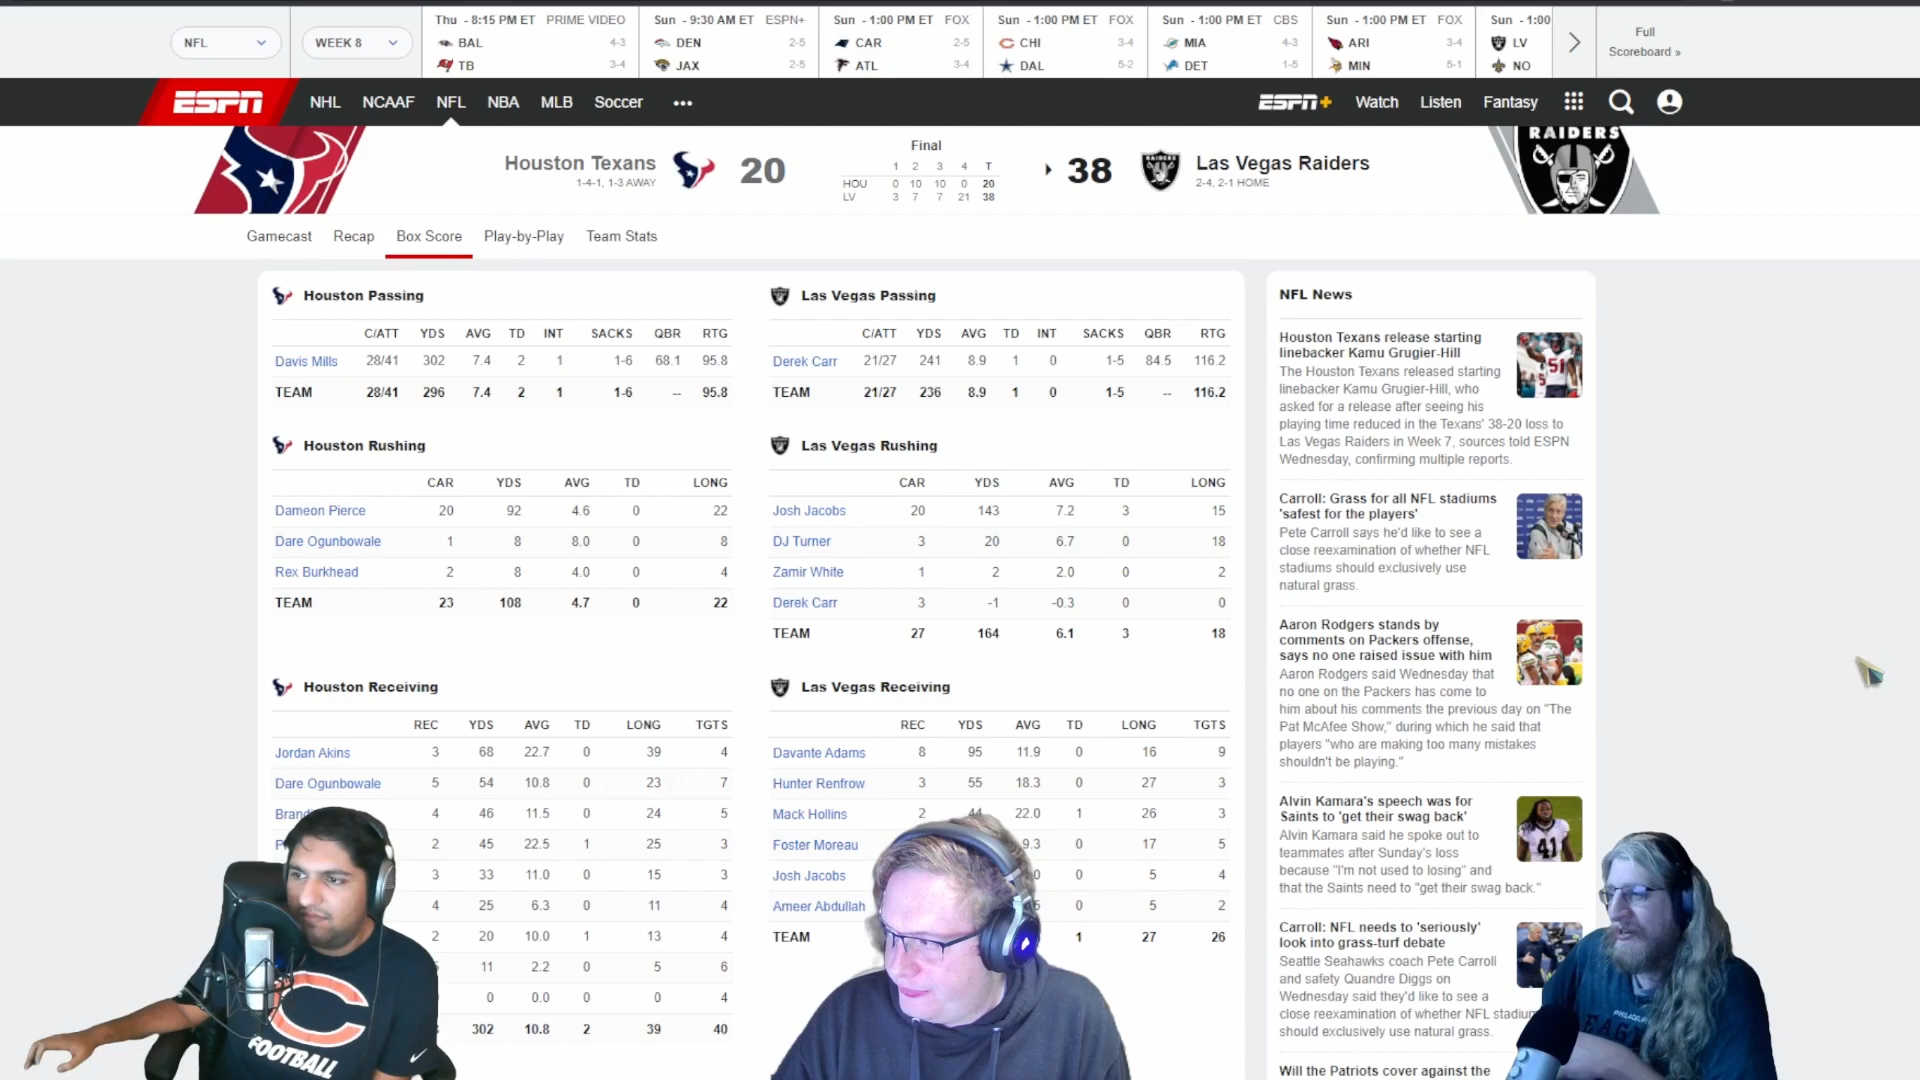 NFL
WEEK 8
Thu - 8:15 PM ET PRIME VIDEO
BAL 4-3
TB 3-4
Sun - 9:30 AM ET ESPN+
DEN 2-5
JAX 2-5
Sun - 1:00 PM ET FOX
CAR 2-5
ATL 3-4
Sun - 1:00 PM ET FOX
CHI 3-4
DAL 5-2
Sun - 1:00 PM ET CBS
MIA 4-3
DET 1-5
Sun - 1:00 PM ET FOX
ARI 3-4
MIN 5-1
Sun - 1:00
LV
NO
Full
Scoreboard »
ESPN NHL NCAAF NFL NBA MLB Soccer ••• ESPN+ Watch Listen Fantasy
Houston Texans
1-4-1, 1-3 AWAY
20
Final
1 2 3 4 T
HOU 0 10 10 0 20
LV 3 7 7 21 38
38
RAIDERS
Las Vegas Raiders
2-4, 2-1 HOME
RAIDERS
Gamecast Recap Box Score Play-by-Play Team Stats
Houston Passing
C/ATT YDS AVG TD INT SACKS QBR RTG
Davis Mills 28/41 302 7.4 2 1 1-6 68.1 95.8
TEAM 28/41 296 7.4 2 1 1-6 -- 95.8
Las Vegas Passing
C/ATT YDS AVG TD INT SACKS QBR RTG
Derek Carr 21/27 241 8.9 1 0 1-5 84.5 116.2
TEAM 21/27 236 8.9 1 0 1-5 -- 116.2
Houston Rushing
CAR YDS AVG TD LONG
Dameon Pierce 20 92 4.6 0 22
Dare Ogunbowale 1 8 8.0 0 8
Rex Burkhead 2 8 4.0 0 4
TEAM 23 108 4.7 0 22
Las Vegas Rushing
CAR YDS AVG TD LONG
Josh Jacobs 20 143 7.2 3 15
DJ Turner 3 20 6.7 0 18
Zamir White 1 2 2.0 0 2
Derek Carr 3 -1 -0.3 0 0
TEAM 27 164 6.1 3 18
Houston Receiving
REC YDS AVG TD LONG TGTS
Jordan Akins 3 68 22.7 0 39 4
Dare Ogunbowale 5 54 10.8 0 23 7
4 46 11.5 0 24 5
2 45 22.5 1 25 3
3 33 11.0 0 15 3
4 25 6.3 0 11 4
2 20 10.0 1 13 4
11 2.2 0 5 6
0 0.0 0 0 4
302 10.8 2 39 40
Las Vegas Receiving
REC YDS AVG TD LONG TGTS
Davante Adams 8 95 11.9 0 16 9
Hunter Renfrow 3 55 18.3 0 27 3
Mack Hollins 2 44 22.0 1 26 3
Foster Moreau 0 17 5
Josh Jacobs 0 5 4
Ameer Abdullah 0 5 2
TEAM 1 27 26
NFL News
Houston Texans release starting
linebacker Kamu Grugier-Hill
The Houston Texans released starting
linebacker Kamu Grugier-Hill, who
asked for a release after seeing his
playing time reduced in the Texans' 38-20 loss to
Las Vegas Raiders in Week 7, sources told ESPN
Wednesday, confirming multiple reports.
51
Carroll: Grass for all NFL stadiums
'safest for the players'
Pete Carroll says he'd like to see a
close reexamination of whether NFL
stadiums should exclusively use
natural grass.
Aaron Rodgers stands by
comments on Packers offense,
says no one raised issue with him
Aaron Rodgers said Wednesday that
no one on the Packers has come to
him about his comments the previous day on "The
Pat McAfee Show," during which he said that
players "who are making too many mistakes
shouldn't be playing."
Alvin Kamara's speech was for
Saints to 'get their swag back'
Alvin Kamara said he spoke out to
teammates after Sunday's loss
because "I'm not used to losing" and
that the Saints need to "get their swag back."
41
Carroll: NFL needs to 'seriously'
look into grass-turf debate
Seattle Seahawks coach Pete Carroll
and safety Quandre Diggs on
Wednesday said they'd like to see a
close reexamination of whether NFL stadium
should exclusively use natural grass.
Will the Patriots cover against the
FOOTBALL